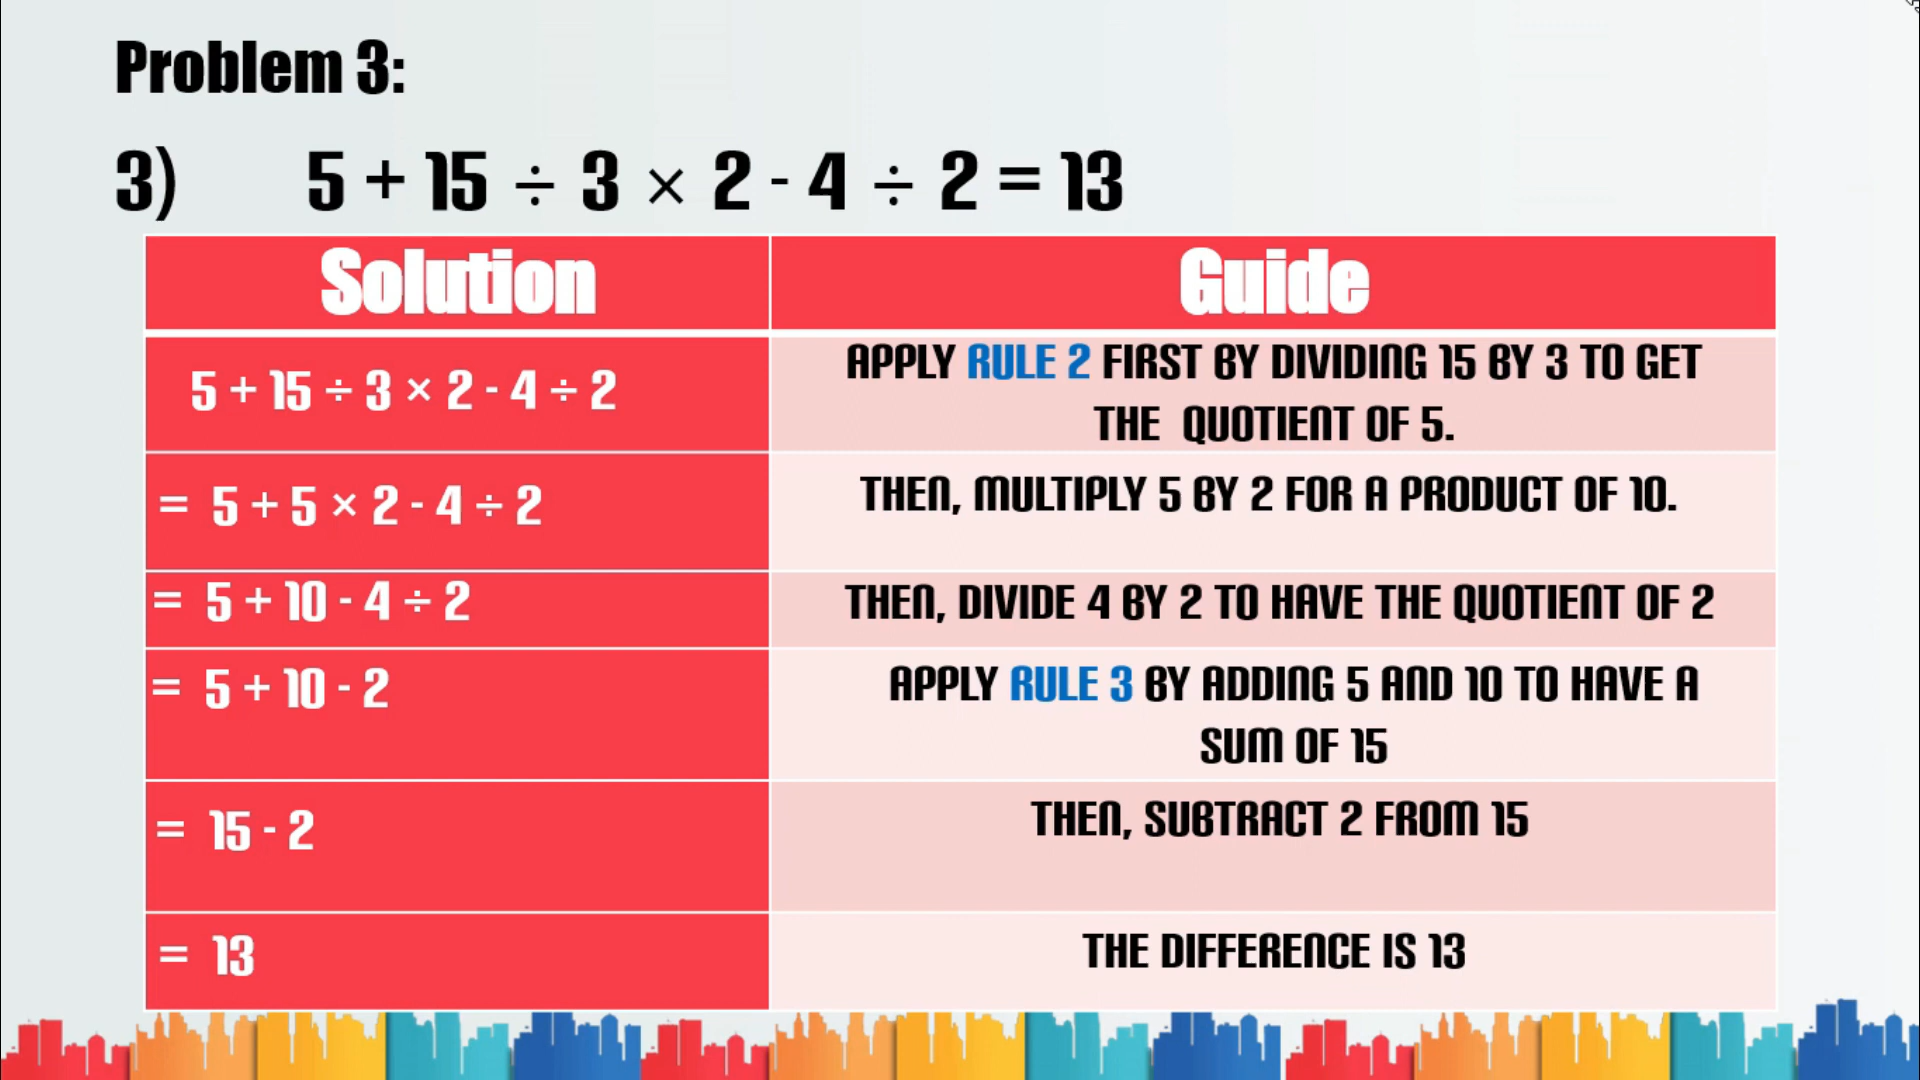 Problem 3:
3) 5 + 15 ÷ 3 × 2 - 4 ÷ 2 = 13
Solution
Guide
5 + 15 ÷ 3 × 2 - 4 ÷ 2
APPLY RULE 2 FIRST BY DIVIDING 15 BY 3 TO GET
THE QUOTIENT OF 5.
= 5 + 5 × 2 - 4 ÷ 2
THEN, MULTIPLY 5 BY 2 FOR A PRODUCT OF 10.
= 5 + 10 - 4 ÷ 2
THEN, DIVIDE 4 BY 2 TO HAVE THE QUOTIENT OF 2
= 5 + 10 - 2
APPLY RULE 3 BY ADDING 5 AND 10 TO HAVE A
SUM OF 15
= 15 - 2
THEN, SUBTRACT 2 FROM 15
= 13
THE DIFFERENCE IS 13